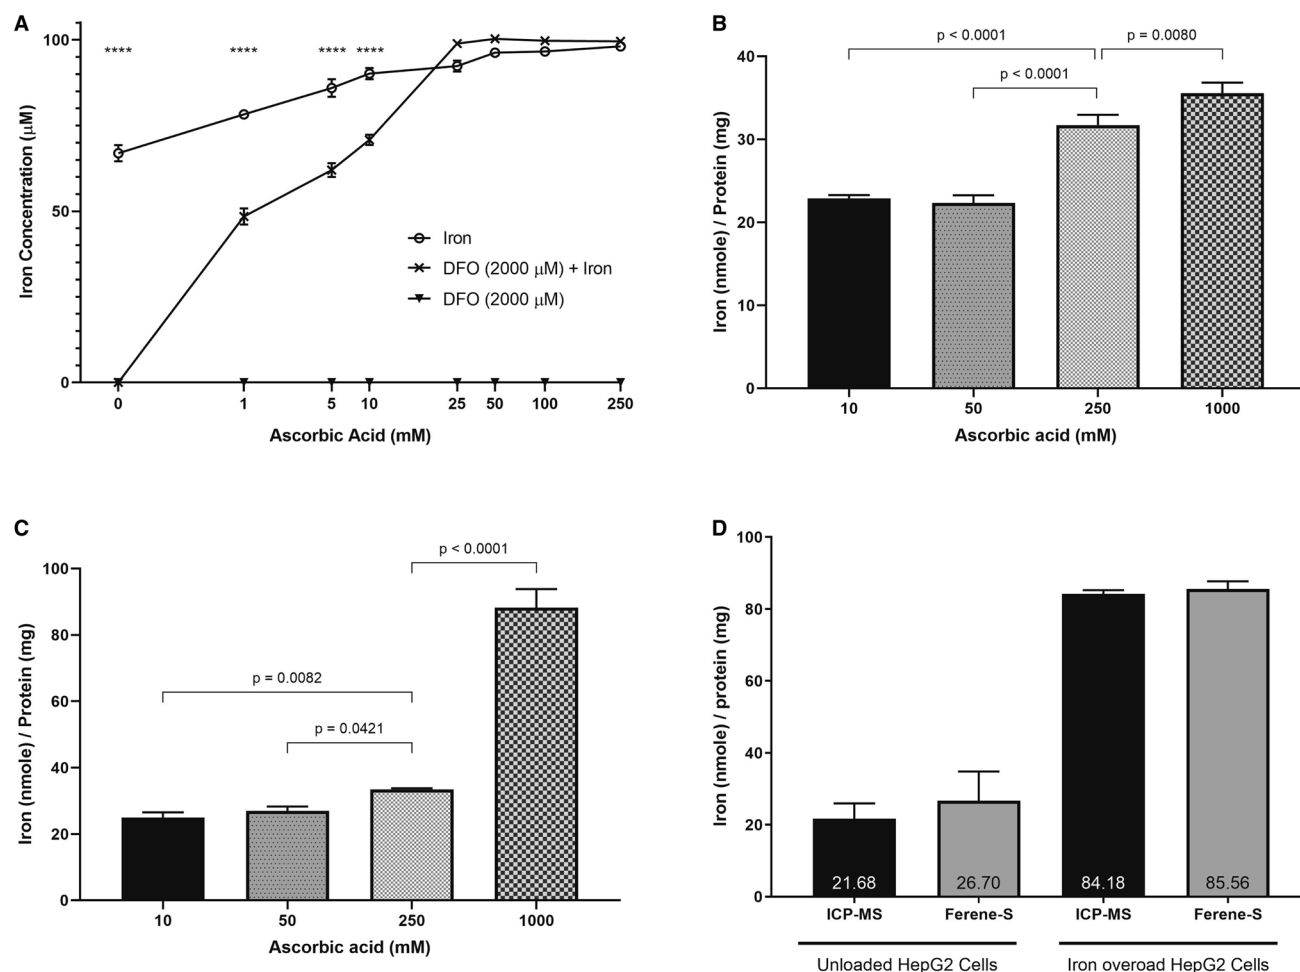 A
100
50
0
Iron Concentration (µM)
**** **** **** ****
Iron
DFO (2000 µM) + Iron
DFO (2000 µM)
0 1 5 10 25 50 100 250
Ascorbic Acid (mM)
B
p < 0.0001 p = 0.0080
p < 0.0001
40
30
20
10
0
Iron (nmole) / Protein (mg)
10 50 250 1000
Ascorbic acid (mM)
C
p < 0.0001
p = 0.0082
p = 0.0421
100
80
60
40
20
0
Iron (nmole) / Protein (mg)
10 50 250 1000
Ascorbic acid (mM)
D
100
80
60
40
20
0
Iron (nmole) / protein (mg)
21.68 26.70 84.18 85.56
ICP-MS Ferene-S ICP-MS Ferene-S
Unloaded HepG2 Cells Iron overoad HepG2 Cells